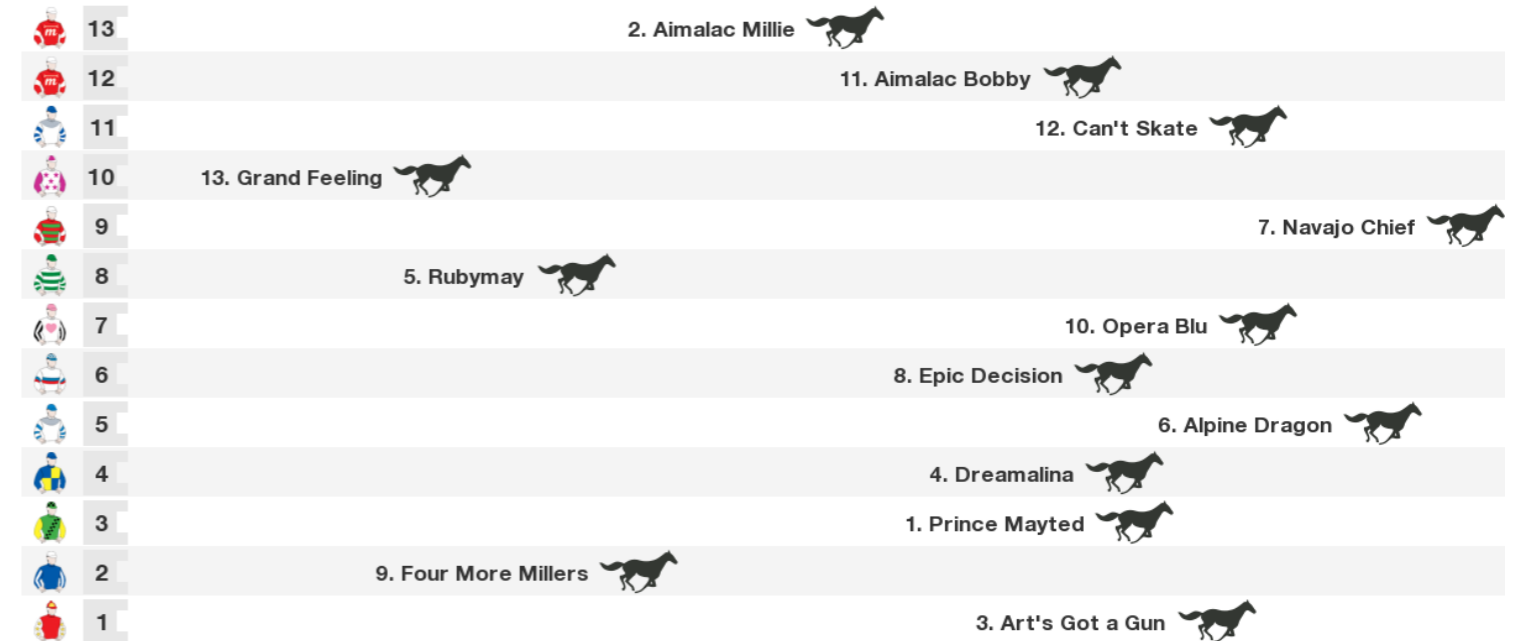 m 13 2. Aimalac Millie
m 12 11. Aimalac Bobby
11 12. Can't Skate
10 13. Grand Feeling
9 7. Navajo Chief
8 5. Rubymay
7 10. Opera Blu
6 8. Epic Decision
5 6. Alpine Dragon
4 4. Dreamalina
3 1. Prince Mayted
2 9. Four More Millers
1 3. Art's Got a Gun